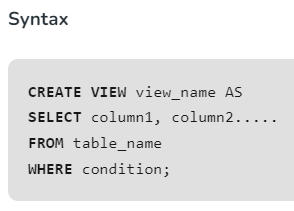 Syntax
CREATE VIEW view_name AS
SELECT column1, column2.....
FROM table_name
WHERE condition;